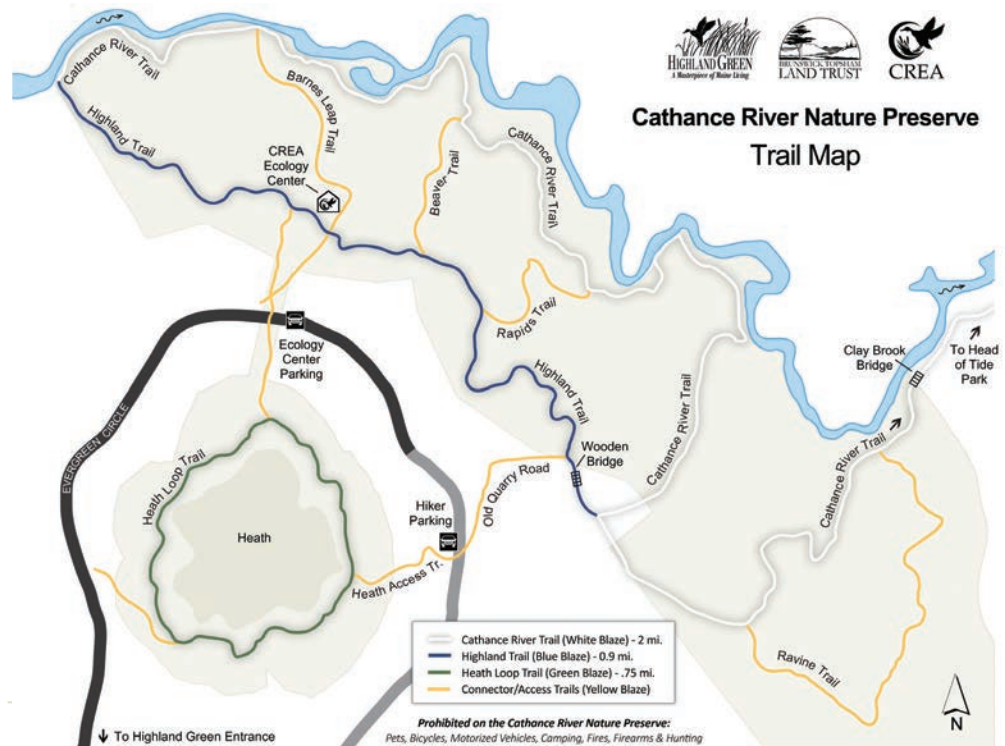 HIGHLAND GREEN
A Masterpiece of Maine Living
BRUNSWICK TOPSHAM
LAND TRUST
CREA
Cathance River Nature Preserve
Trail Map
Cathance River Trail
Highland Trail
Barnes Leap Trail
CREA
Ecology
Center
Beaver Trail
Cathance River Trail
Rapids Trail
Ecology
Center
Parking
EVERGREEN CIRCLE
Highland Trail
Cathance River Trail
Clay Brook
Bridge
To Head
of Tide
Park
Wooden
Bridge
Old Quarry Road
Cathance River Trail
Heath Loop Trail
Heath
Hiker
Parking
Heath Access Tr.
Ravine Trail
Cathance River Trail (White Blaze) - 2 mi.
Highland Trail (Blue Blaze) - 0.9 mi.
Heath Loop Trail (Green Blaze) - .75 mi.
Connector/Access Trails (Yellow Blaze)
N
To Highland Green Entrance
Prohibited on the Cathance River Nature Preserve:
Pets, Bicycles, Motorized Vehicles, Camping, Fires, Firearms & Hunting